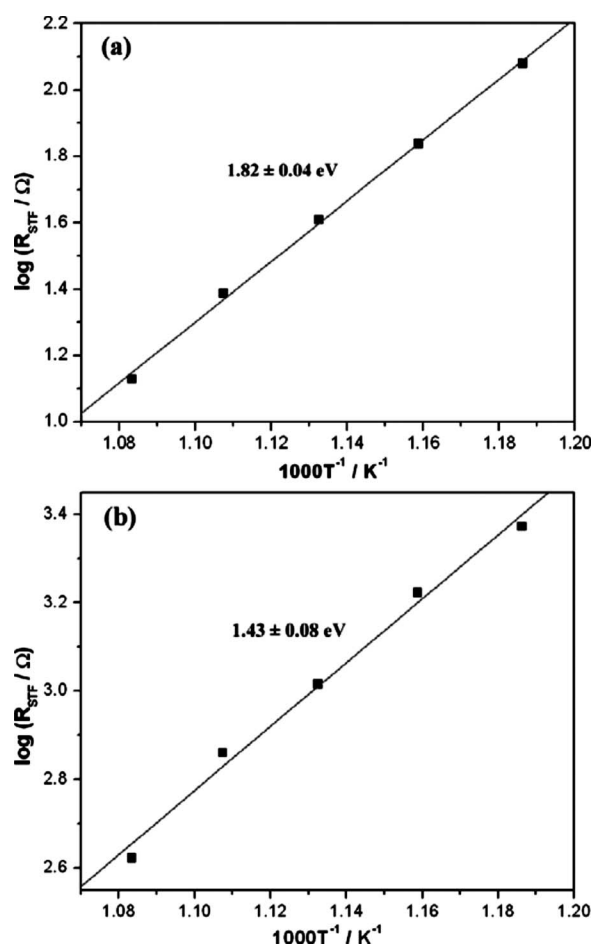 (a)
2.2
2.0
1.8
1.6
1.4
1.2
1.0
log (R_STF / Ω)
1.82 ± 0.04 eV
1.08 1.10 1.12 1.14 1.16 1.18 1.20
1000T⁻¹ / K⁻¹
(b)
3.4
3.2
3.0
2.8
2.6
log (R_STF / Ω)
1.43 ± 0.08 eV
1.08 1.10 1.12 1.14 1.16 1.18 1.20
1000T⁻¹ / K⁻¹